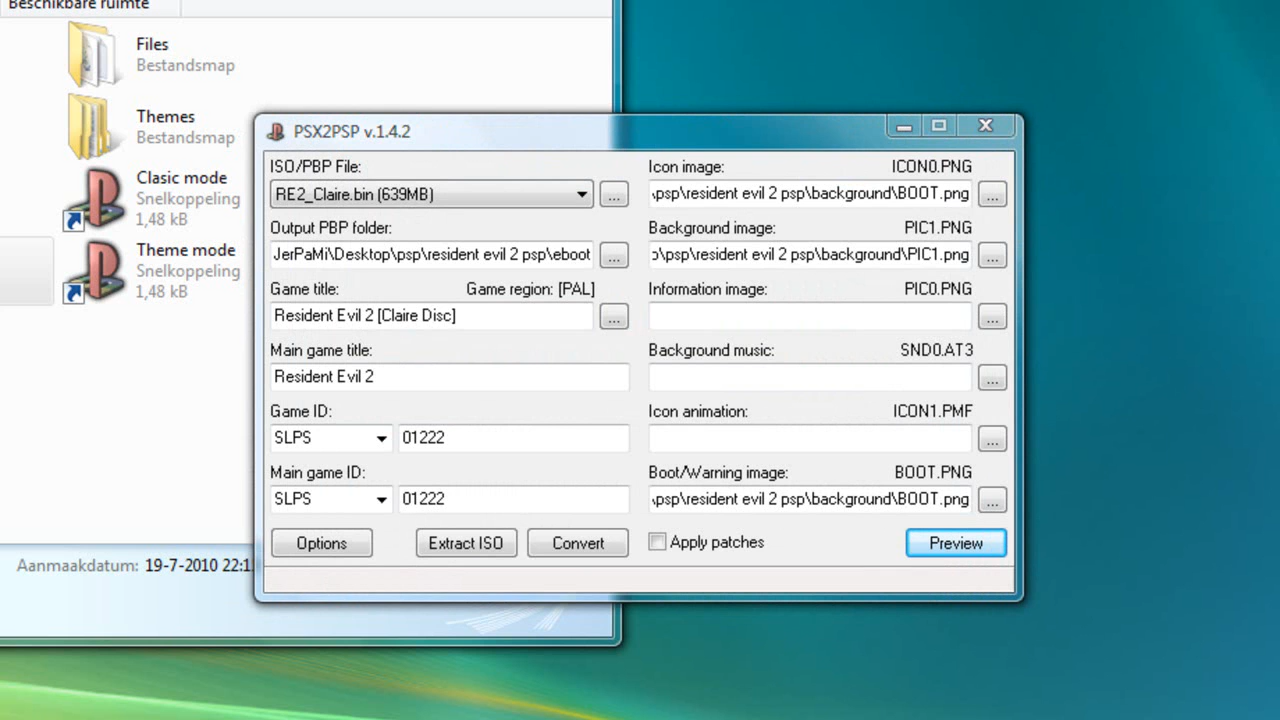 Beschikbare ruimte
Files
Bestandsmap
Themes
Bestandsmap
Clasic mode
Snelkoppeling
1,48 kB
Theme mode
Snelkoppeling
1,48 kB
Aanmaakdatum: 19-7-2010 22:1
PSX2PSP v.1.4.2
ISO/PBP File:
RE2_Claire.bin (639MB)
...
Output PBP folder:
JerPaMi\Desktop\psp\resident evil 2 psp\eboot
...
Game title: Game region: [PAL]
Resident Evil 2 [Claire Disc]
...
Main game title:
Resident Evil 2
Game ID:
SLPS 01222
Main game ID:
SLPS 01222
Options Extract ISO Convert
Icon image: ICON0.PNG
\psp\resident evil 2 psp\background\BOOT.png
...
Background image: PIC1.PNG
\psp\resident evil 2 psp\background\PIC1.png
...
Information image: PIC0.PNG
...
Background music: SND0.AT3
...
Icon animation: ICON1.PMF
...
Boot/Warning image: BOOT.PNG
\psp\resident evil 2 psp\background\BOOT.png
...
Apply patches Preview